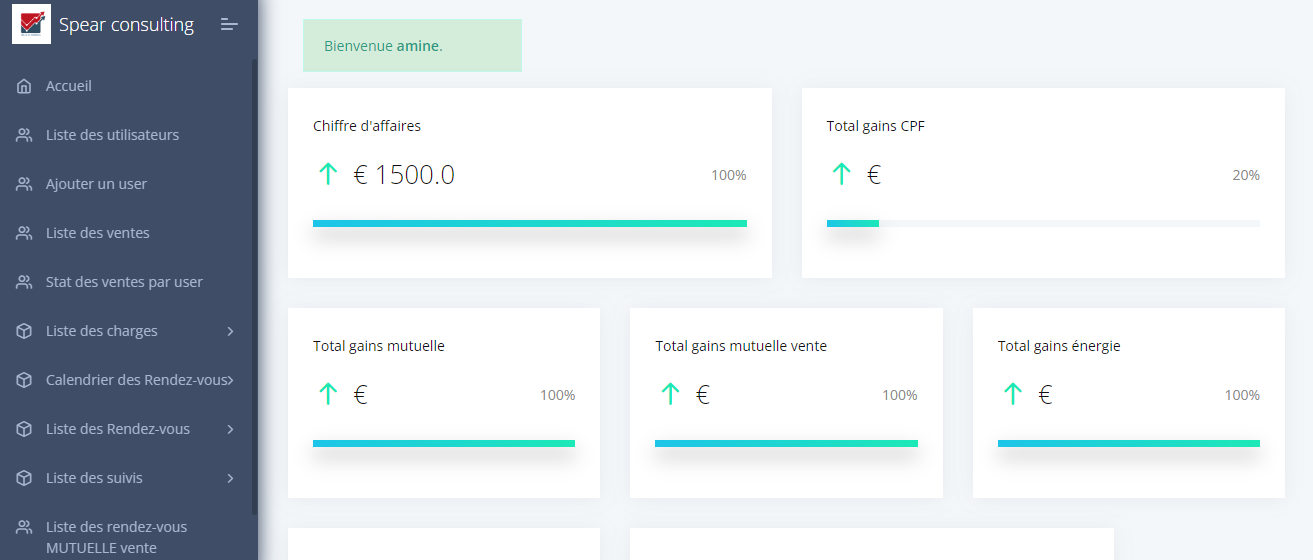 Spear consulting
Accueil
Liste des utilisateurs
Ajouter un user
Liste des ventes
Stat des ventes par user
Liste des charges
Calendrier des Rendez-vous
Liste des Rendez-vous
Liste des suivis
Liste des rendez-vous
MUTUELLE vente
Bienvenue amine.
Chiffre d'affaires
€ 1500.0
100%
Total gains CPF
€
20%
Total gains mutuelle
€
100%
Total gains mutuelle vente
€
100%
Total gains énergie
€
100%